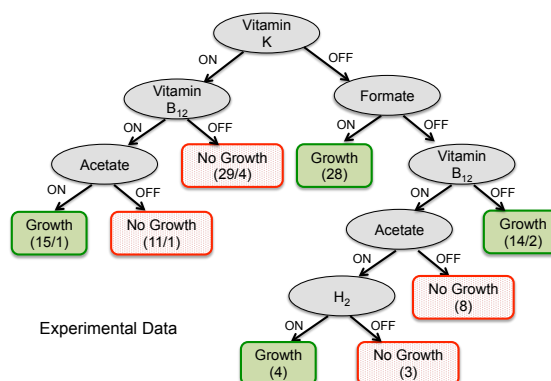 Vitamin
K
ON
OFF
Vitamin
B12
Formate
ON
OFF
ON
OFF
Acetate
No Growth
(29/4)
Growth
(28)
Vitamin
B12
ON
OFF
ON
OFF
Growth
(15/1)
No Growth
(11/1)
Acetate
Growth
(14/2)
ON
OFF
H2
No Growth
(8)
Experimental Data
ON
OFF
Growth
(4)
No Growth
(3)